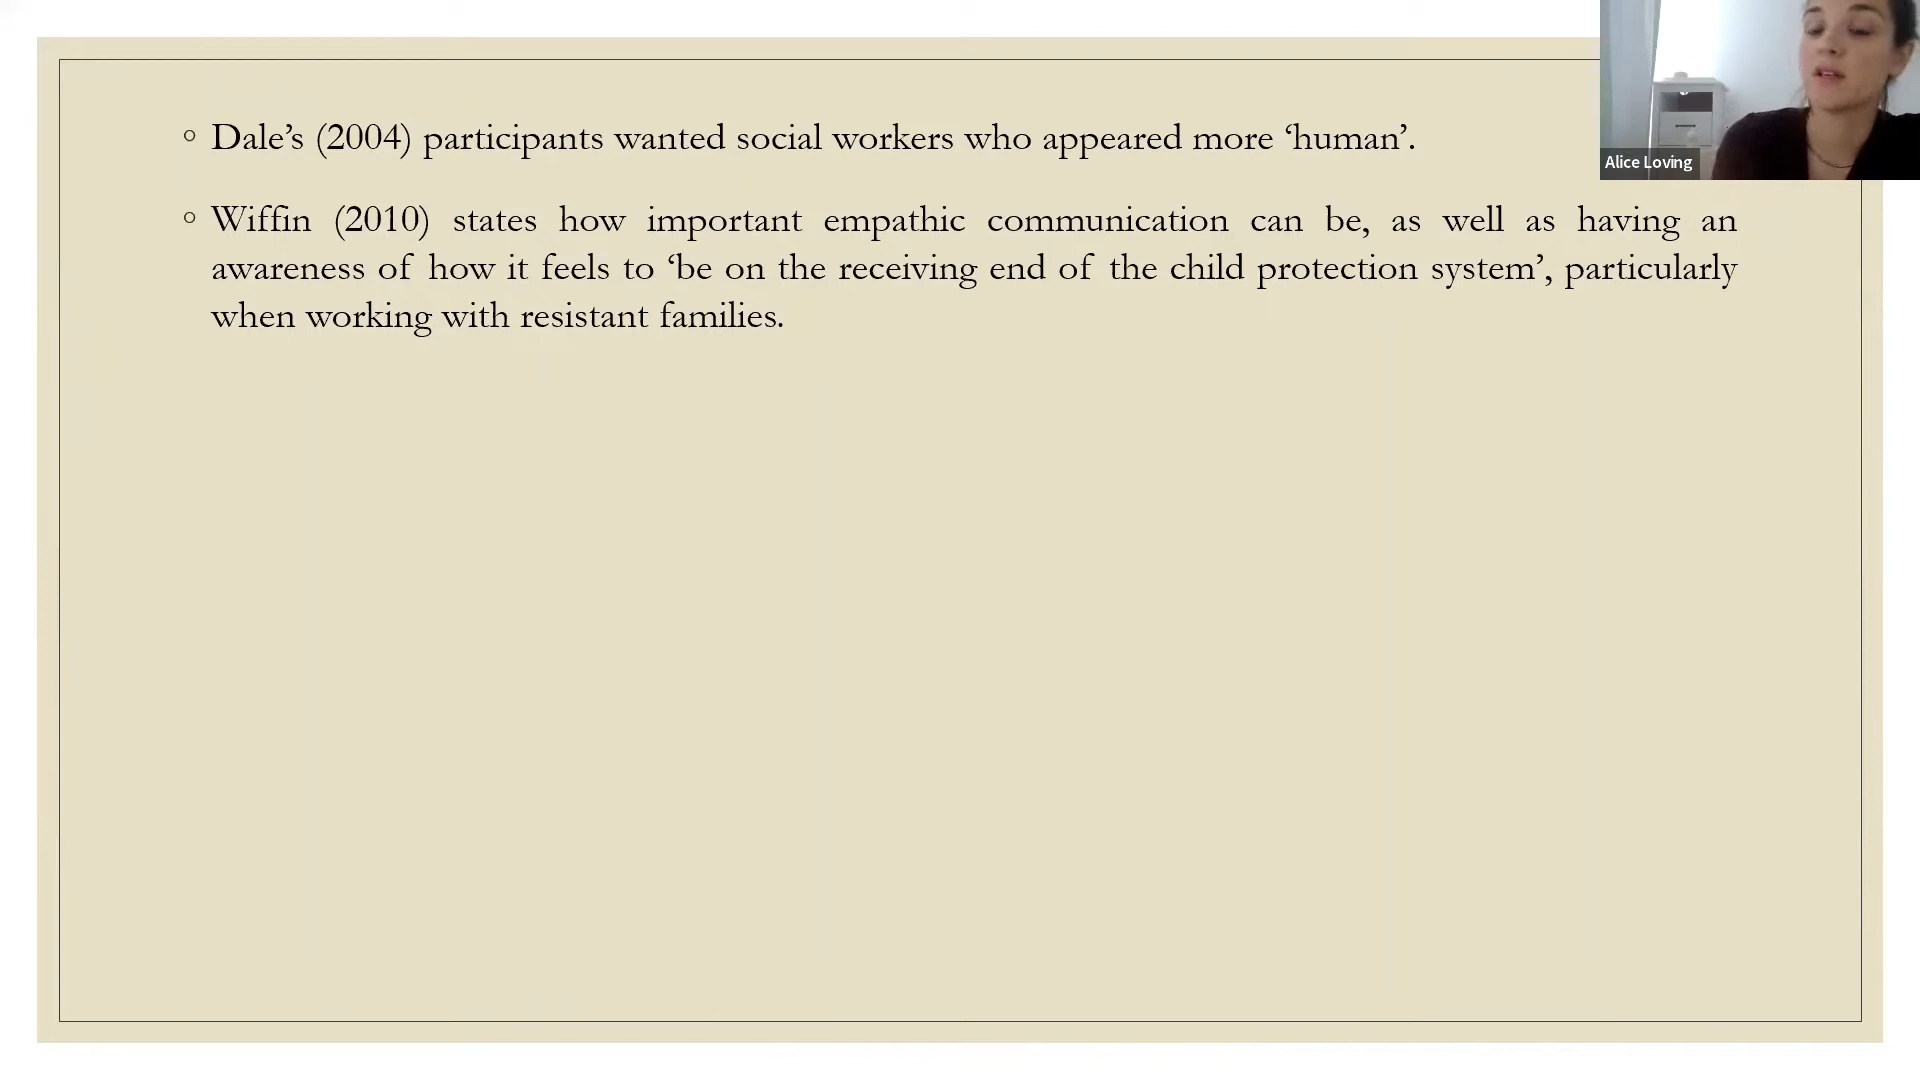 ◦ Dale’s (2004) participants wanted social workers who appeared more ‘human’.
Alice Loving
◦ Wiffin (2010) states how important empathic communication can be, as well as having an
awareness of how it feels to ‘be on the receiving end of the child protection system’, particularly
when working with resistant families.